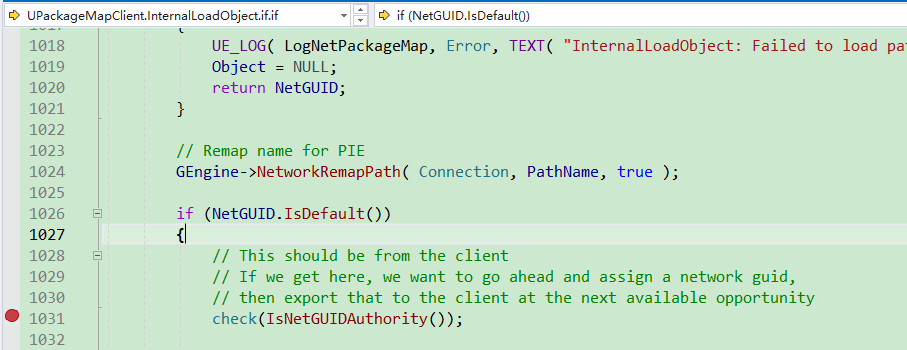 UPackageMapClient.InternalLoadObject.if.if
if (NetGUID.IsDefault())
1017 {
1018 UE_LOG( LogNetPackageMap, Error, TEXT( "InternalLoadObject: Failed to load
1019 Object = NULL;
1020 return NetGUID;
1021 }
1022
1023 // Remap name for PIE
1024 GEngine->NetworkRemapPath( Connection, PathName, true );
1025
1026 if (NetGUID.IsDefault())
1027 {
1028 // This should be from the client
1029 // If we get here, we want to go ahead and assign a network guid,
1030 // then export that to the client at the next available opportunity
1031 check(IsNetGUIDAuthority());
1032